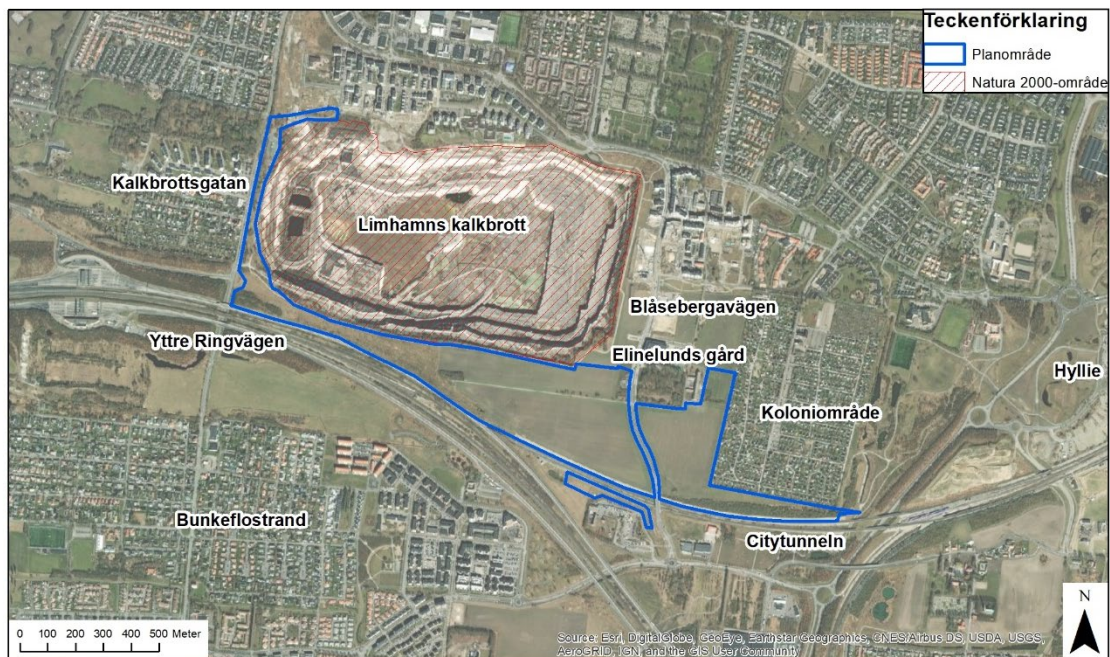 Teckenförklaring
Planområde
Natura 2000-område
Kalkbrottsgatan
Limhamns kalkbrott
Blåsebergavägen
Yttre Ringvägen
Elinelunds gård
Hyllie
Koloniområde
Bunkeflostrand
Citytunneln
N
0 100 200 300 400 500 Meter
Source: Esri, DigitalGlobe, GeoEye, Earthstar Geographics, CNES/Airbus DS, USDA, USGS,
AeroGRID, IGN, and the GIS User Community